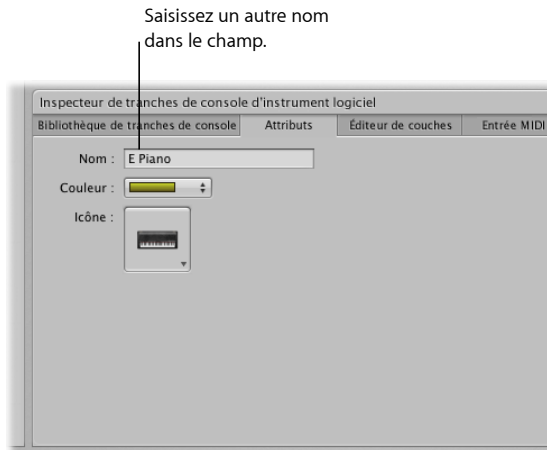 Saisissez un autre nom
dans le champ.
Inspecteur de tranches de console d'instrument logiciel
Bibliothèque de tranches de console Attributs Éditeur de couches Entrée MIDI
Nom : E Piano
Couleur :
Icône :